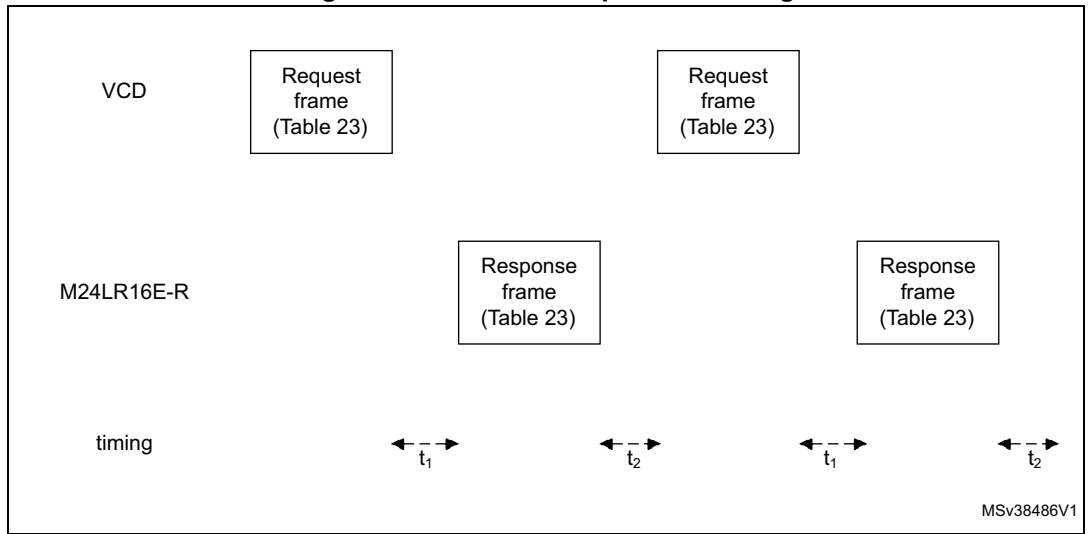 VCD
Request
frame
(Table 23)
Request
frame
(Table 23)
M24LR16E-R
Response
frame
(Table 23)
Response
frame
(Table 23)
timing
t₁
t₂
t₁
t₂
MSv38486V1